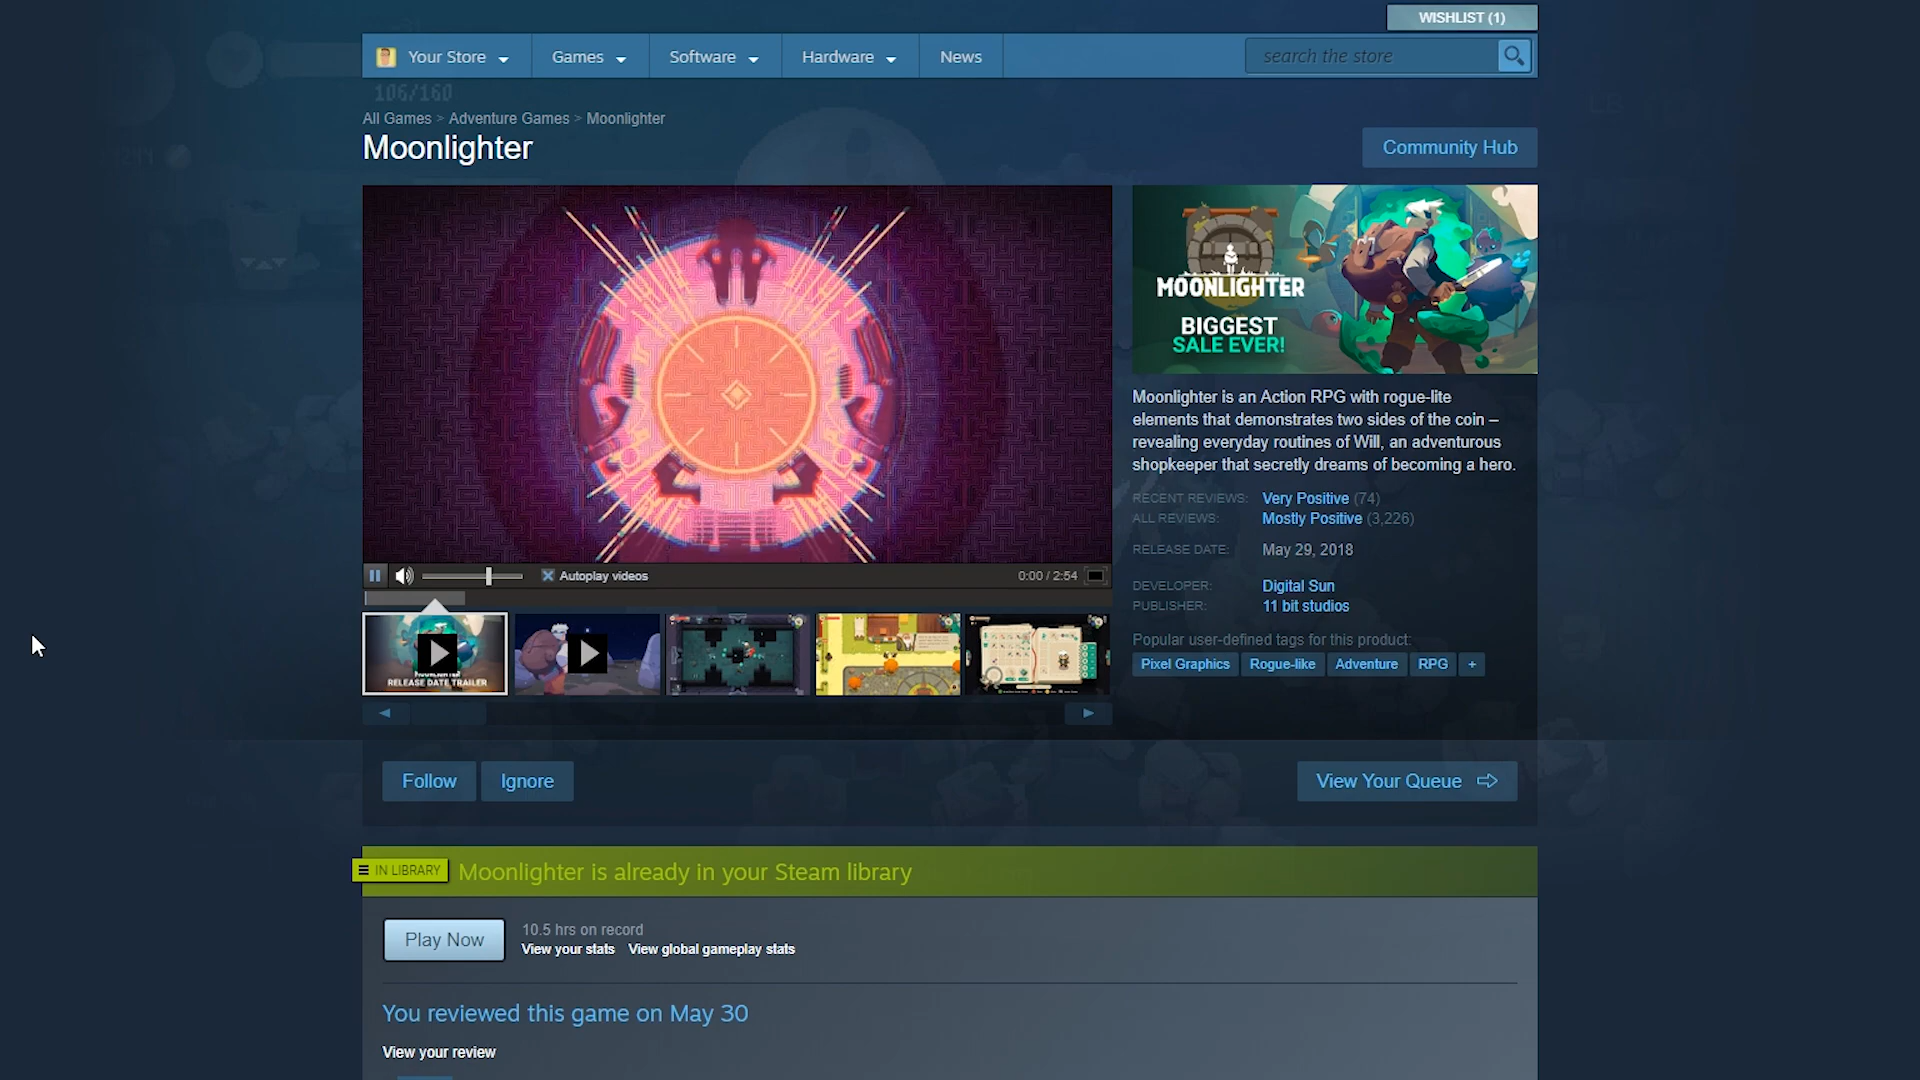 WISHLIST (1)
Your Store
Games
Software
Hardware
News
search the store
106/160
All Games > Adventure Games > Moonlighter
Moonlighter
Community Hub
MOONLIGHTER
BIGGEST
SALE EVER!
Moonlighter is an Action RPG with rogue-lite
elements that demonstrates two sides of the coin –
revealing everyday routines of Will, an adventurous
shopkeeper that secretly dreams of becoming a hero.
RECENT REVIEWS: Very Positive (74)
ALL REVIEWS: Mostly Positive (3,226)
RELEASE DATE: May 29, 2018
DEVELOPER: Digital Sun
PUBLISHER: 11 bit studios
Popular user-defined tags for this product:
Pixel Graphics Rogue-like Adventure RPG +
Autoplay videos
0:00 / 2:54
RELEASE DATE TRAILER
Follow
Ignore
View Your Queue
IN LIBRARY
Moonlighter is already in your Steam library
Play Now
10.5 hrs on record
View your stats View global gameplay stats
You reviewed this game on May 30
View your review